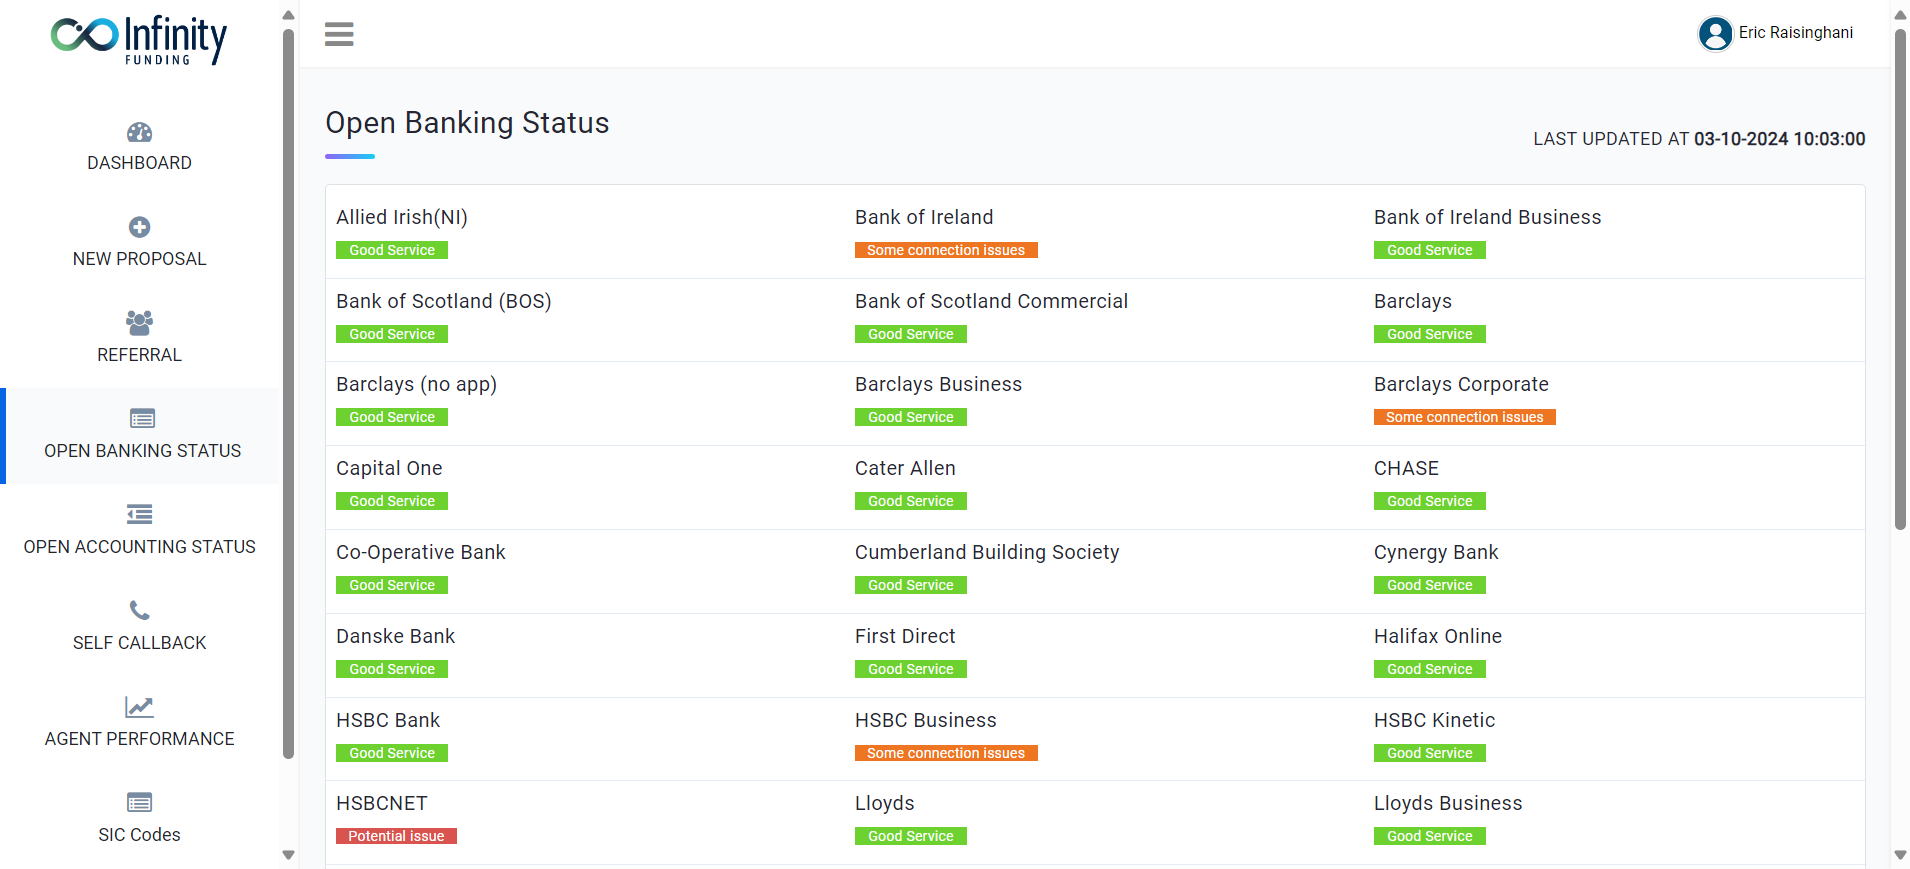 Infinity
FUNDING
DASHBOARD
NEW PROPOSAL
REFERRAL
OPEN BANKING STATUS
OPEN ACCOUNTING STATUS
SELF CALLBACK
AGENT PERFORMANCE
SIC Codes
Eric Raisinghani
Open Banking Status
LAST UPDATED AT 03-10-2024 10:03:00
Allied Irish(NI)
Good Service
Bank of Ireland
Some connection issues
Bank of Ireland Business
Good Service
Bank of Scotland (BOS)
Good Service
Bank of Scotland Commercial
Good Service
Barclays
Good Service
Barclays (no app)
Good Service
Barclays Business
Good Service
Barclays Corporate
Some connection issues
Capital One
Good Service
Cater Allen
Good Service
CHASE
Good Service
Co-Operative Bank
Good Service
Cumberland Building Society
Good Service
Cynergy Bank
Good Service
Danske Bank
Good Service
First Direct
Good Service
Halifax Online
Good Service
HSBC Bank
Good Service
HSBC Business
Some connection issues
HSBC Kinetic
Good Service
HSBCNET
Potential issue
Lloyds
Good Service
Lloyds Business
Good Service